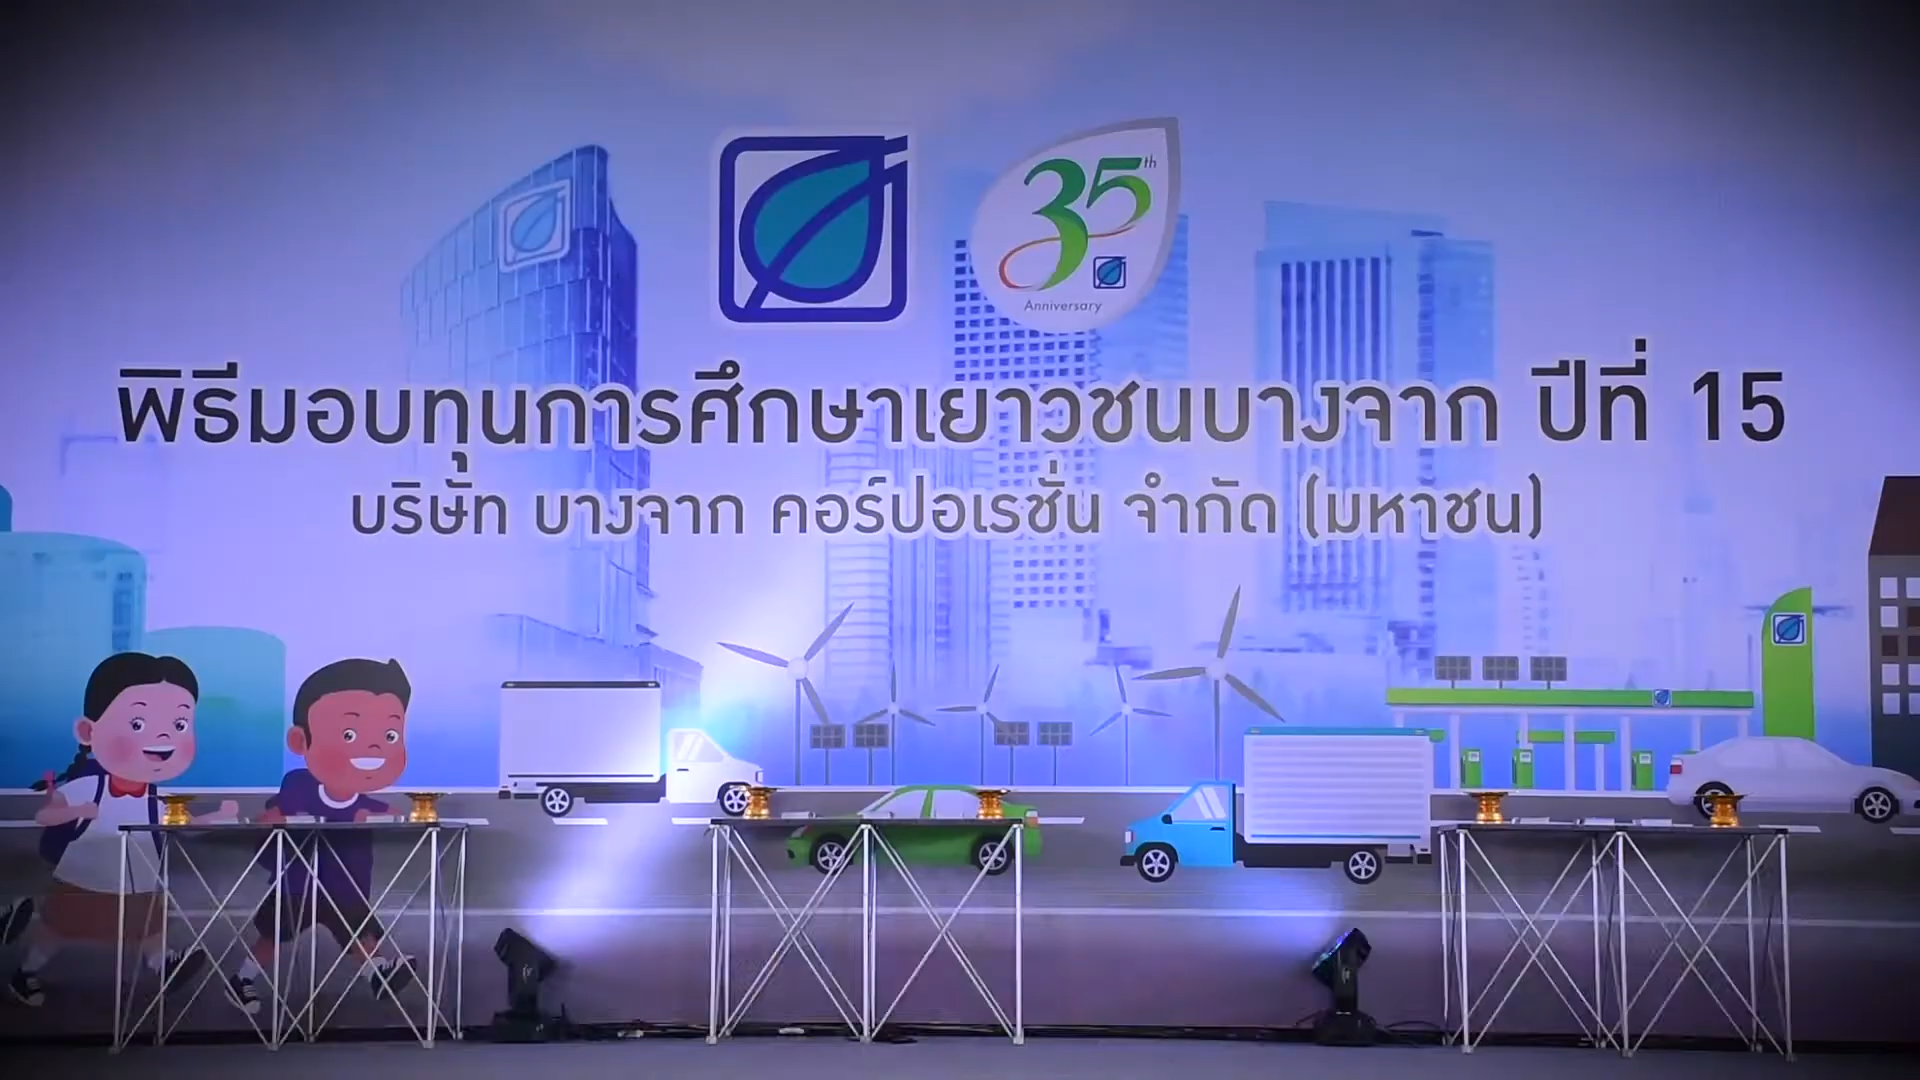 35th
Anniversary
พิธีมอบทุนการศึกษาเยาวชนบางจาก ปีที่ 15
บริษัท บางจาก คอร์ปอเรชั่น จำกัด (มหาชน)